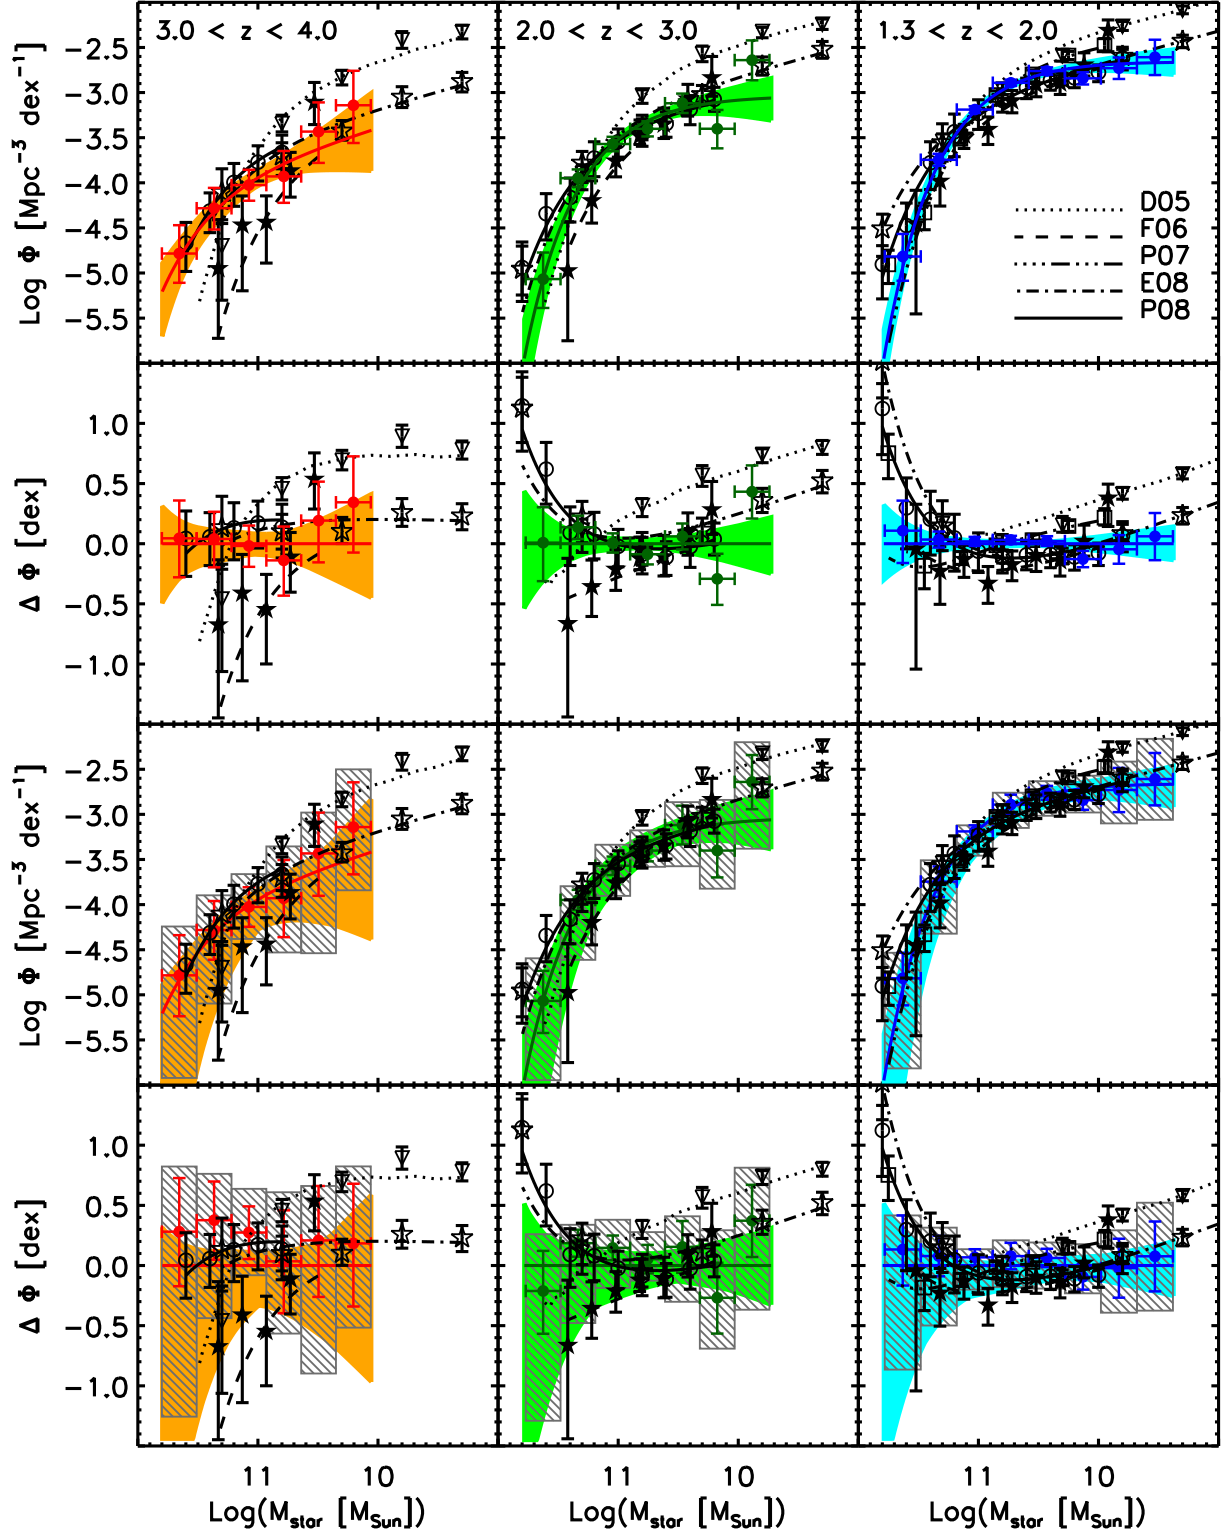 3.0 < z < 4.0
2.0 < z < 3.0
1.3 < z < 2.0
Log Φ [Mpc⁻³ dex⁻¹]
−2.5
−3.0
−3.5
−4.0
−4.5
−5.0
−5.5
D05
F06
P07
E08
P08
Δ Φ [dex]
1.0
0.5
0.0
−0.5
−1.0
Log Φ [Mpc⁻³ dex⁻¹]
−2.5
−3.0
−3.5
−4.0
−4.5
−5.0
−5.5
Δ Φ [dex]
1.0
0.5
0.0
−0.5
−1.0
11 10 11 10 11 10
Log(M_star [M_Sun]) Log(M_star [M_Sun]) Log(M_star [M_Sun])